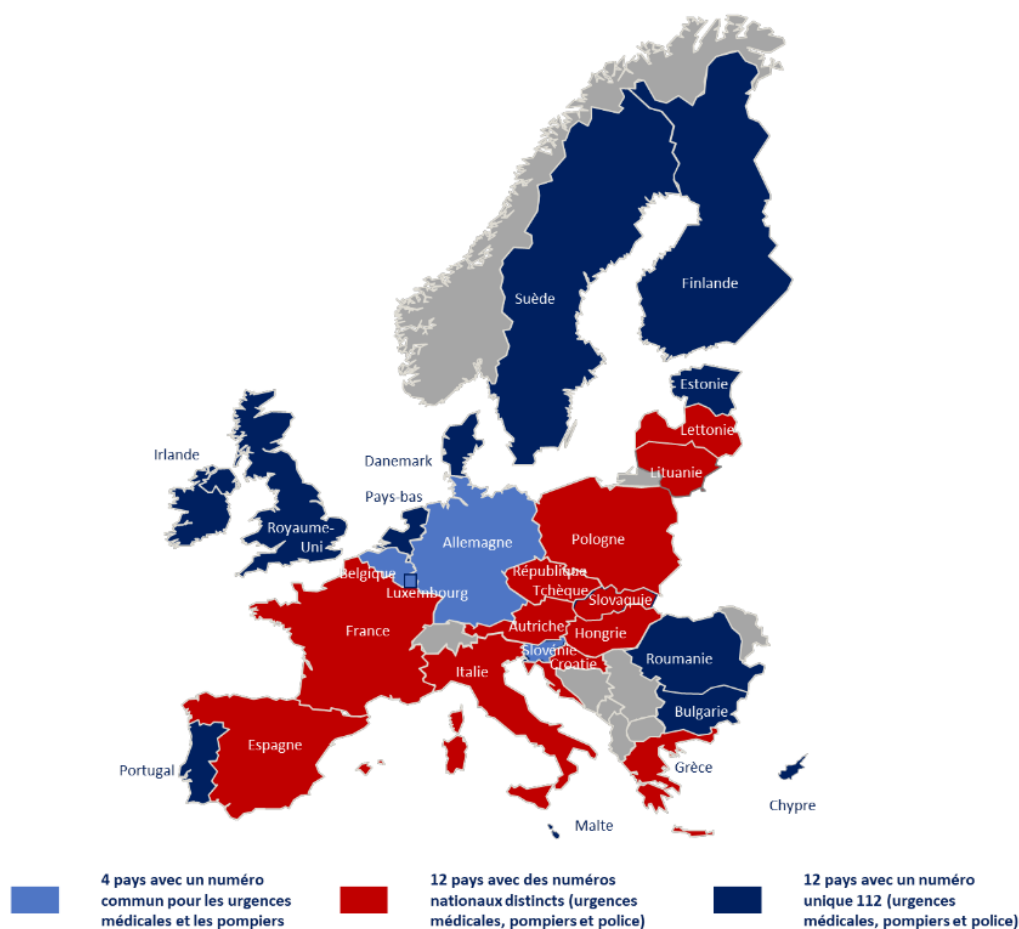 Suède
Finlande
Estonie
Lettonie
Irlande
Danemark
Lituanie
Pays-bas
Royaume-
Uni
Allemagne
Pologne
Belgique
République
Tchèque
Luxembourg
Slovaquie
France
Autriche
Hongrie
Slovénie
Croatie
Italie
Roumanie
Bulgarie
Espagne
Portugal
Grèce
Chypre
Malte
4 pays avec un numéro
commun pour les urgences
médicales et les pompiers
12 pays avec des numéros
nationaux distincts (urgences
médicales, pompiers et police)
12 pays avec un numéro
unique 112 (urgences
médicales, pompiers et police)